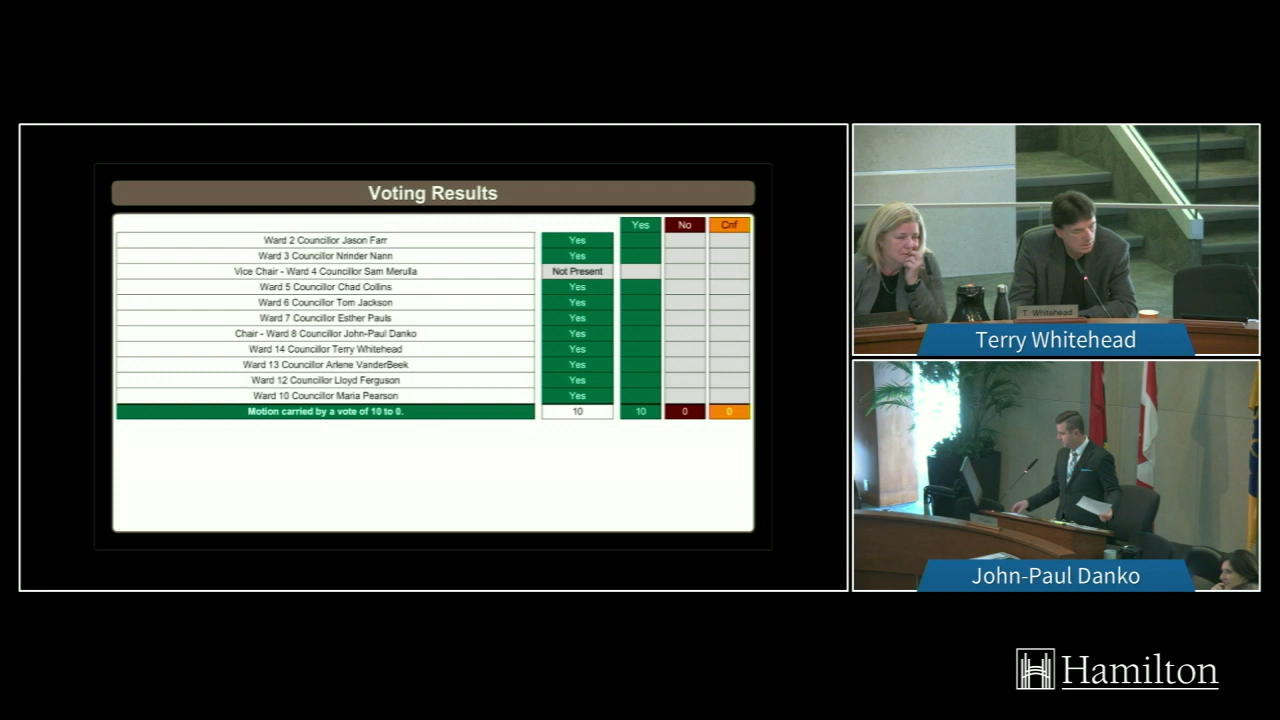 Voting Results
Yes No Cnf
Ward 2 Councillor Jason Farr Yes
Ward 3 Councillor Nrinder Nann Yes
Vice Chair - Ward 4 Councillor Sam Merulla Not Present
Ward 5 Councillor Chad Collins Yes
Ward 6 Councillor Tom Jackson Yes
Ward 7 Councillor Esther Pauls Yes
Chair - Ward 8 Councillor John-Paul Danko Yes
Ward 14 Councillor Terry Whitehead Yes
Ward 13 Councillor Arlene VanderBeek Yes
Ward 12 Councillor Lloyd Ferguson Yes
Ward 10 Councillor Maria Pearson Yes
Motion carried by a vote of 10 to 0. 10 10 0 0
T. Whitehead
Terry Whitehead
John-Paul Danko
Hamilton